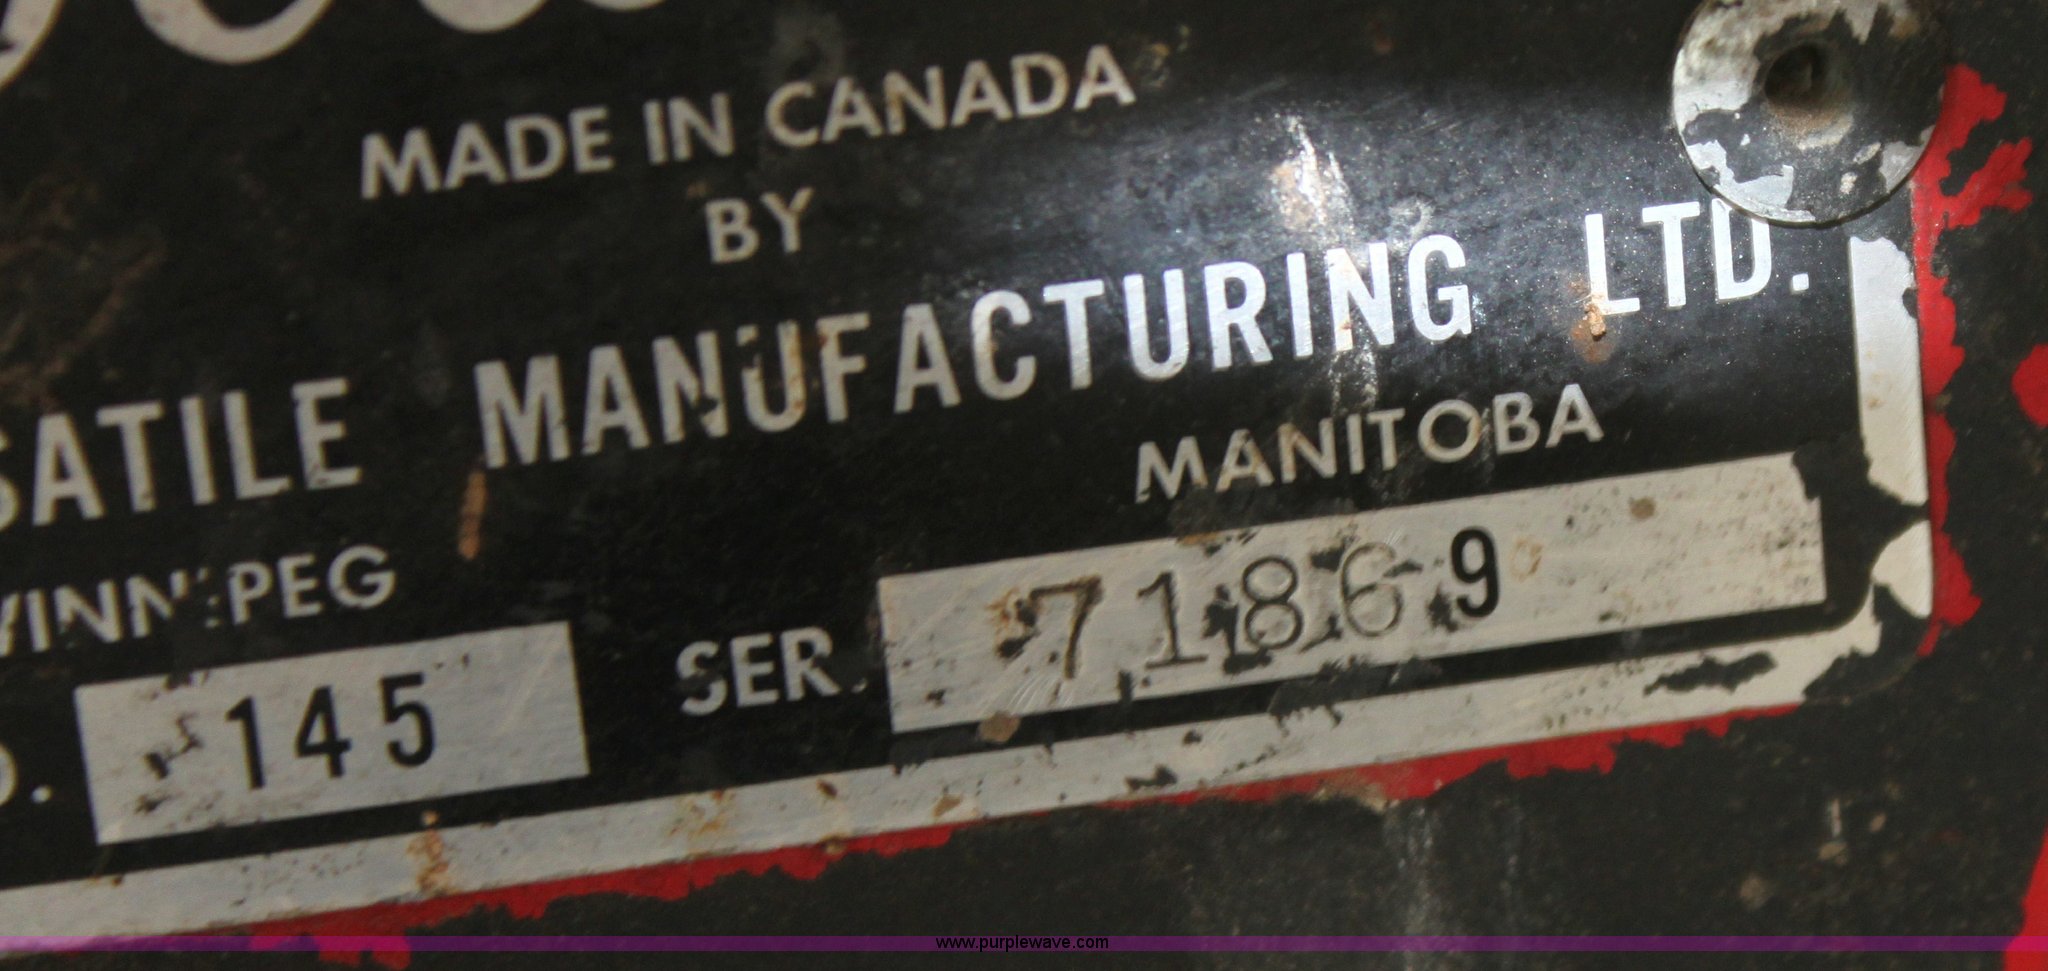 MADE IN CANADA
BY
SATILE MANUFACTURING LTD.
WINNIPEG MANITOBA
145 SER. 71869
www.purplewave.com